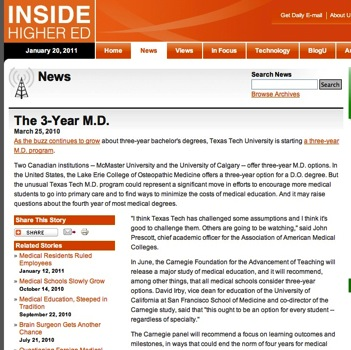 INSIDE
HIGHER ED
Get Daily E-mail | About U
January 20, 2011
Home
News
Views
In Focus
Technology
BlogU
News
Search News
Search
Browse Archives
The 3-Year M.D.
March 25, 2010
As the buzz continues to grow about three-year bachelor's degrees, Texas Tech University is starting a three-year
M.D. program.
Two Canadian institutions -- McMaster University and the University of Calgary -- offer three-year M.D. options. In
the United States, the Lake Erie College of Osteopathic Medicine offers a three-year option for a D.O. degree. But
the unusual Texas Tech M.D. program could represent a significant move in efforts to encourage more medical
students to go into primary care and to find ways to minimize the costs of medical education. And it may raise
questions about the fourth year of most medical degrees.
Share This Story
SHARE
Related Stories
» Medical Residents Ruled
Employees
January 12, 2011
» Medical Schools Slowly Grow
October 14, 2010
» Medical Education, Steeped in
Tradition
September 22, 2010
» Brain Surgeon Gets Another
Chance
July 21, 2010
"I think Texas Tech has challenged some assumptions and I think it's
good to challenge them. Others are going to be watching," said John
Prescott, chief academic officer for the Association of American Medical
Colleges.
In June, the Carnegie Foundation for the Advancement of Teaching will
release a major study of medical education, and it will recommend,
among other things, that all medical schools consider three-year
options. David Irby, vice dean for education of the University of
California at San Francisco School of Medicine and co-director of the
Carnegie study, said that "this ought to be an option for every student --
regardless of specialty."
The Carnegie panel will recommend a focus on learning outcomes and
milestones, in ways that could end the norm of four years for medical